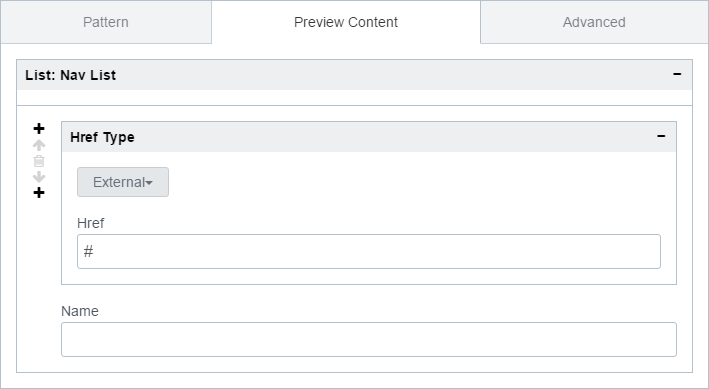 Pattern Preview Content Advanced
List: Nav List
Href Type
External
Href
#
Name